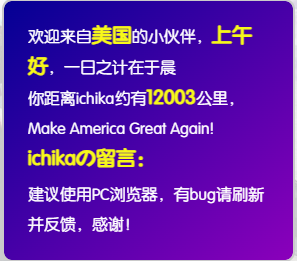 欢迎来自美国的小伙伴，上午
好，一日之计在于晨
你距离ichika约有12003公里，
Make America Great Again!
ichikaの留言：
建议使用PC浏览器，有bug请刷新
并反馈，感谢！